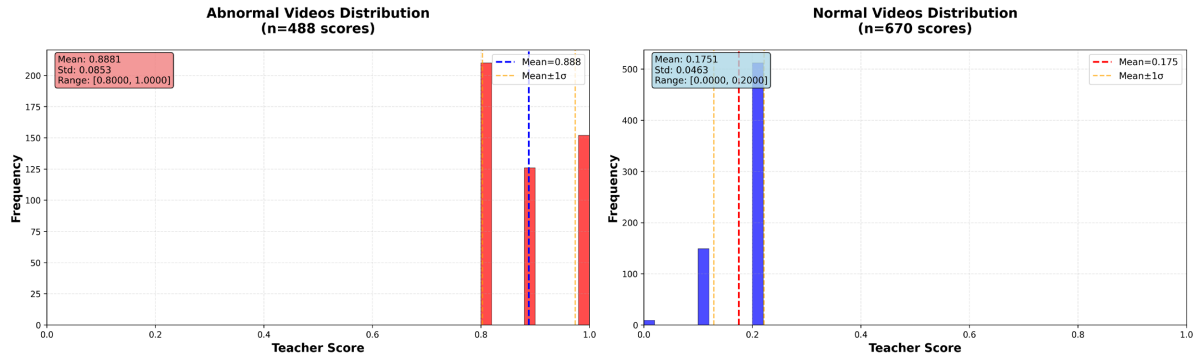 Abnormal Videos Distribution
(n=488 scores)
Mean: 0.8881
Std: 0.0853
Range: [0.8000, 1.0000]
Mean=0.888
Mean±1σ
Frequency
200
175
150
125
100
75
50
25
0
0.0 0.2 0.4 0.6 0.8 1.0
Teacher Score
Normal Videos Distribution
(n=670 scores)
Mean: 0.1751
Std: 0.0463
Range: [0.0000, 0.2000]
Mean=0.175
Mean±1σ
Frequency
500
400
300
200
100
0
0.0 0.2 0.4 0.6 0.8 1.0
Teacher Score